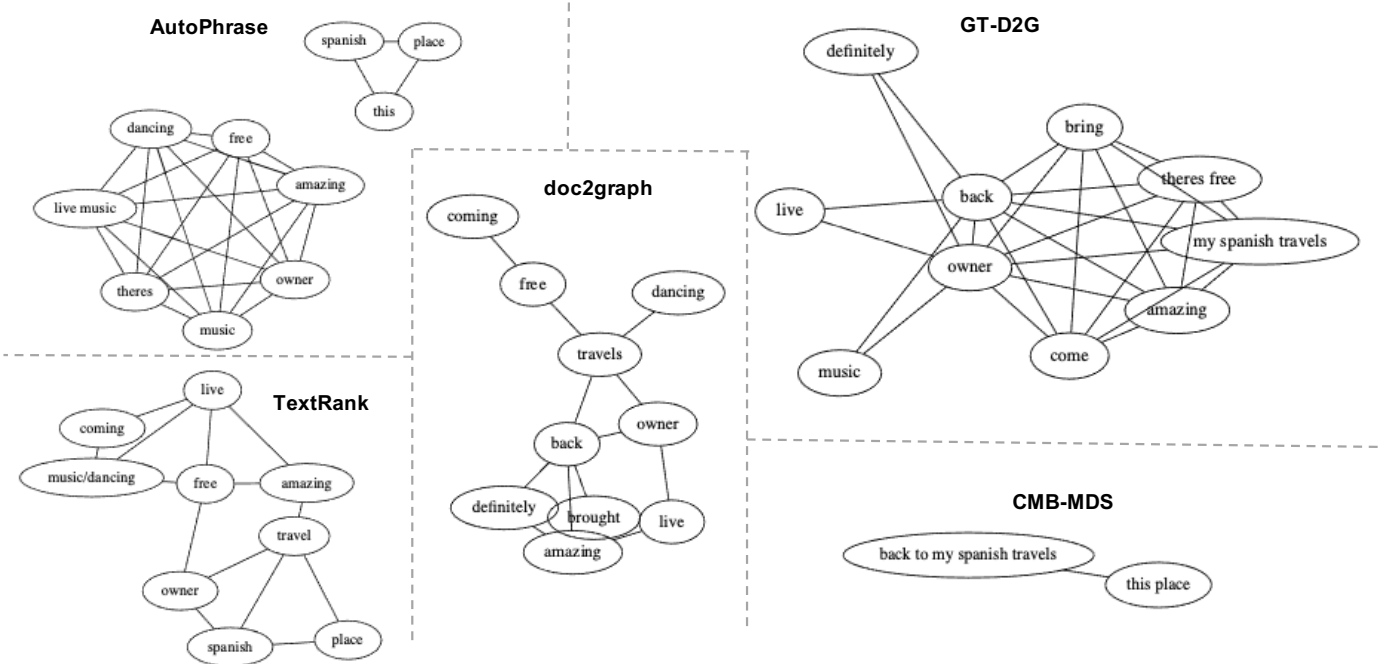 AutoPhrase
spanish
place
this
dancing
free
amazing
live music
owner
theres
music
TextRank
live
coming
music/dancing
free
amazing
travel
owner
spanish
place
doc2graph
coming
free
dancing
travels
owner
back
definitely
brought
live
amazing
GT-D2G
definitely
bring
theres free
back
live
my spanish travels
owner
amazing
come
music
CMB-MDS
back to my spanish travels
this place